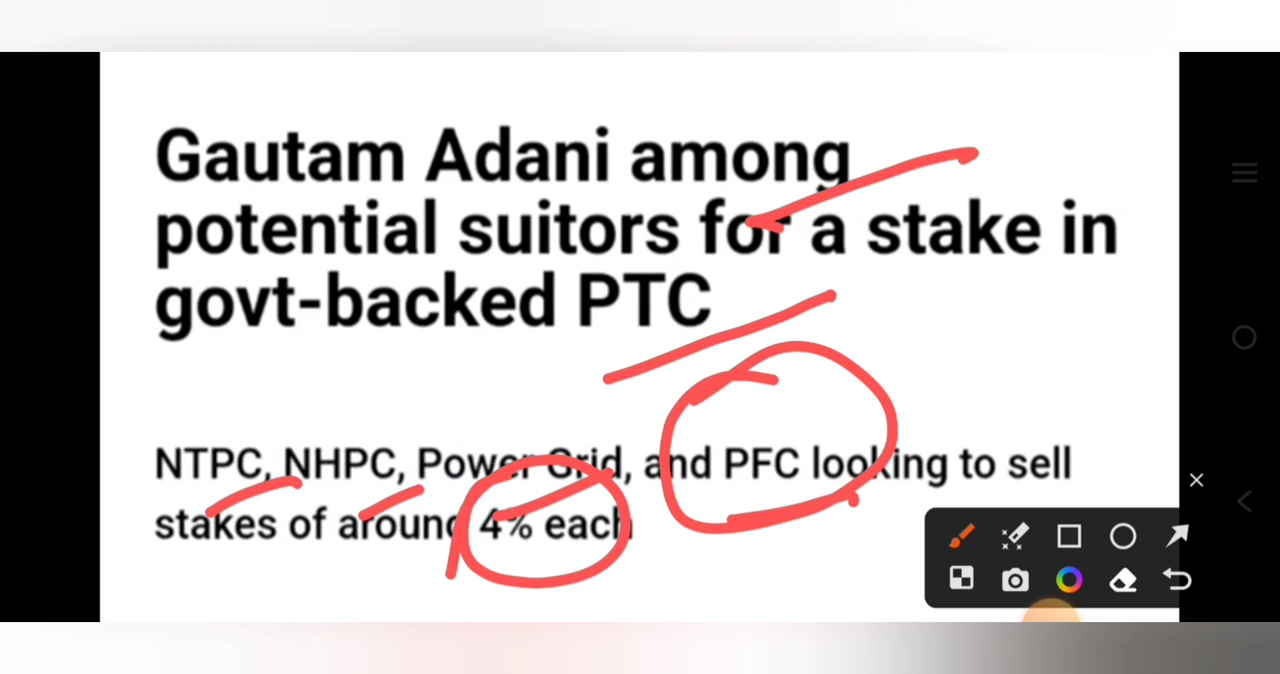 Gautam Adani among
potential suitors for a stake in
govt-backed PTC
NTPC, NHPC, Power Grid, and PFC looking to sell
stakes of around 4% each